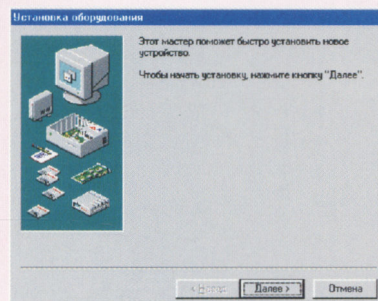 Установка оборудования
Этот мастер поможет быстро установить новое
устройство.
Чтобы начать установку, нажмите кнопку "Далее".
< Назад
Далее >
Отмена